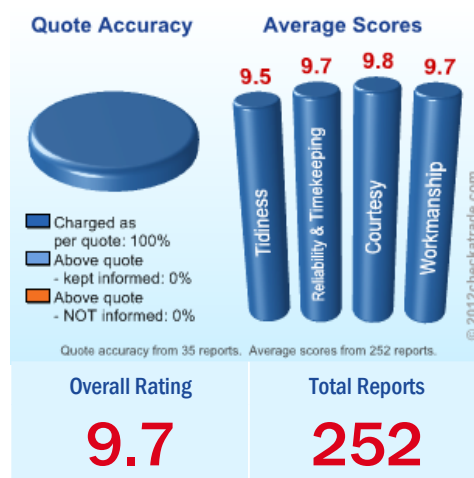 Quote Accuracy
Average Scores
9.5
9.7
9.8
9.7
Tidiness
Reliability & Timekeeping
Courtesy
Workmanship
Charged as
per quote: 100%
Above quote
- kept informed: 0%
Above quote
- NOT informed: 0%
© 2012checkatrade.com
Quote accuracy from 35 reports. Average scores from 252 reports.
Overall Rating
Total Reports
9.7
252